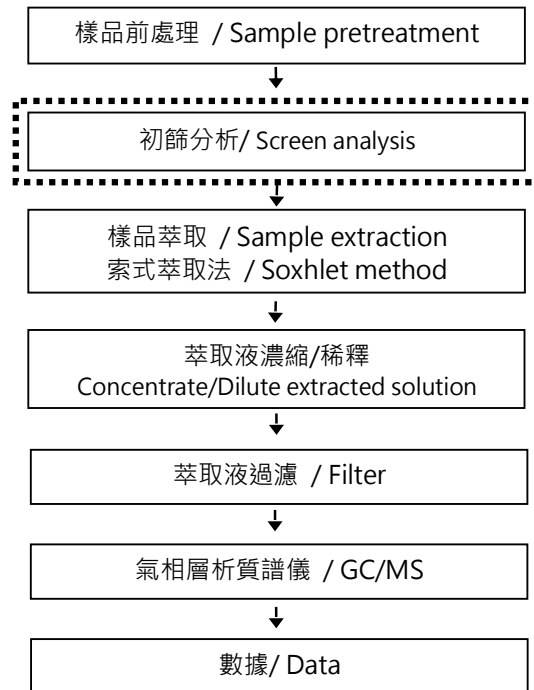 樣品前處理 / Sample pretreatment
初篩分析/ Screen analysis
樣品萃取 / Sample extraction
索式萃取法 / Soxhlet method
萃取液濃縮/稀釋
Concentrate/Dilute extracted solution
萃取液過濾 / Filter
氣相層析質譜儀 / GC/MS
數據/ Data